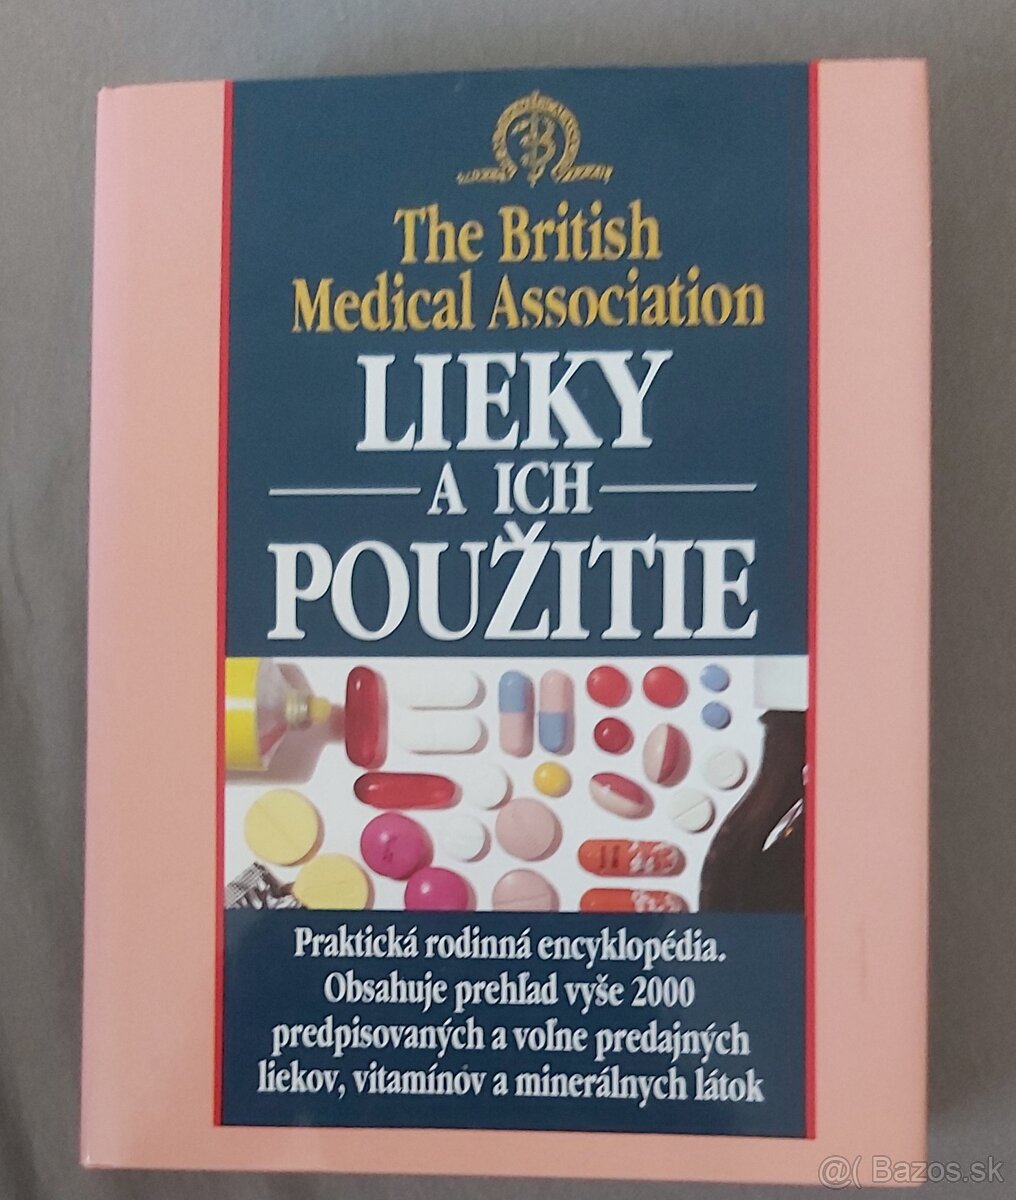 The British
Medical Association
LIEKY
A ICH
POUŽITIE
Praktická rodinná encyklopédia.
Obsahuje prehľad vyše 2000
predpisovaných a voľne predajných
liekov, vitamínov a minerálnych látok
@( Bazos.sk